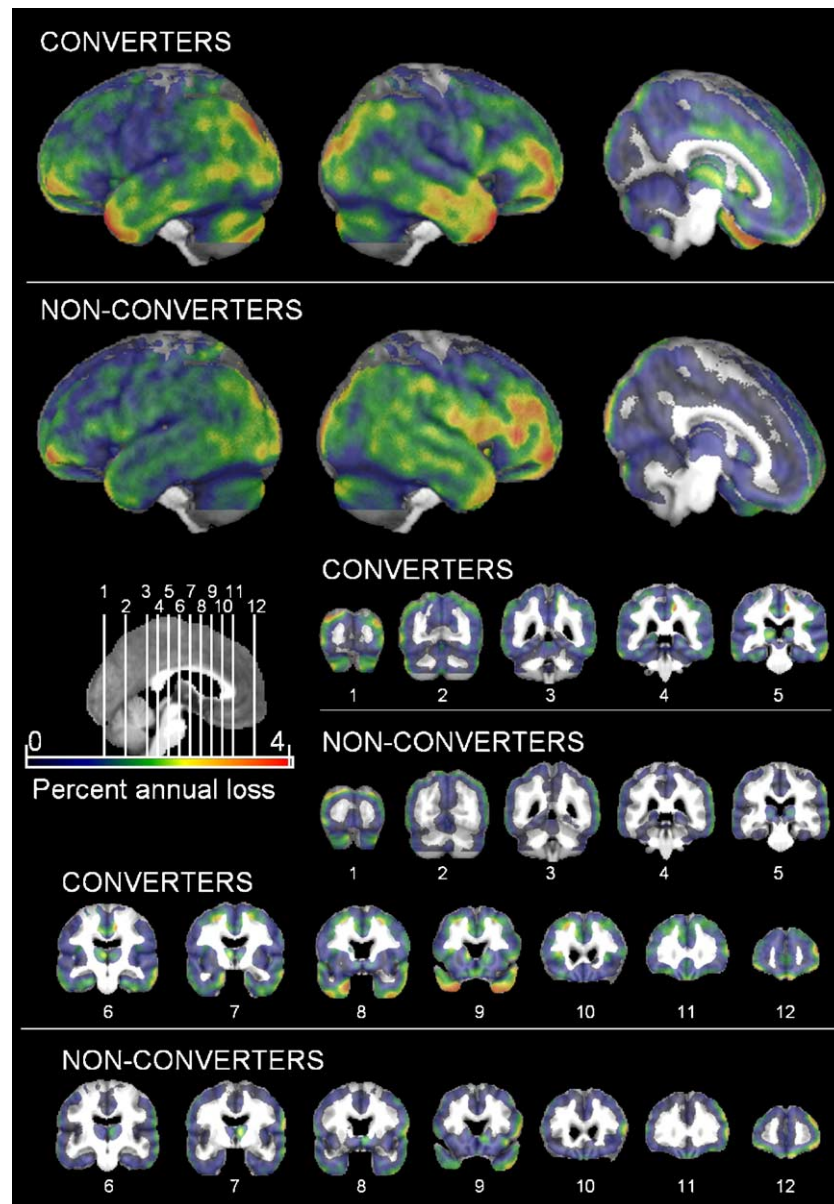 CONVERTERS
NON-CONVERTERS
1 2 3 4 5 6 7 8 9 10 11 12
0 4
Percent annual loss
CONVERTERS
1 2 3 4 5
NON-CONVERTERS
1 2 3 4 5
CONVERTERS
6 7 8 9 10 11 12
NON-CONVERTERS
6 7 8 9 10 11 12